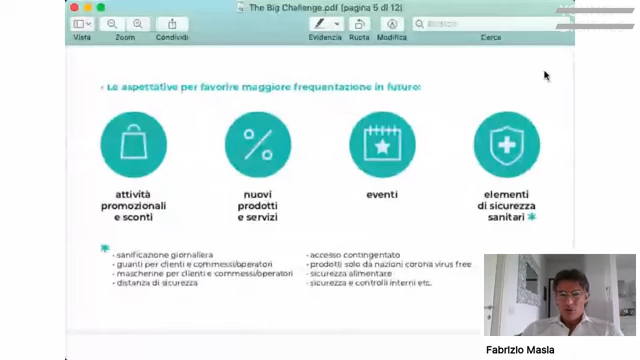 The Big Challenge.pdf (pagina 5 di 12)
Vista
Zoom
Condividi
Evidenzia
Ruota
Modifica
Cerca
- Le aspettative per favorire maggiore frequentazione in futuro:
attività
promozionali
e sconti
nuovi
prodotti
e servizi
eventi
elementi
di sicurezza
sanitari *
*
- sanificazione giornaliera
- guanti per clienti e commessi/operatori
- mascherine per clienti e commessi/operatori
- distanza di sicurezza
- accesso contingentato
- prodotti solo da nazioni corona virus free
- sicurezza alimentare
- sicurezza e controlli interni etc.
Fabrizio Masia